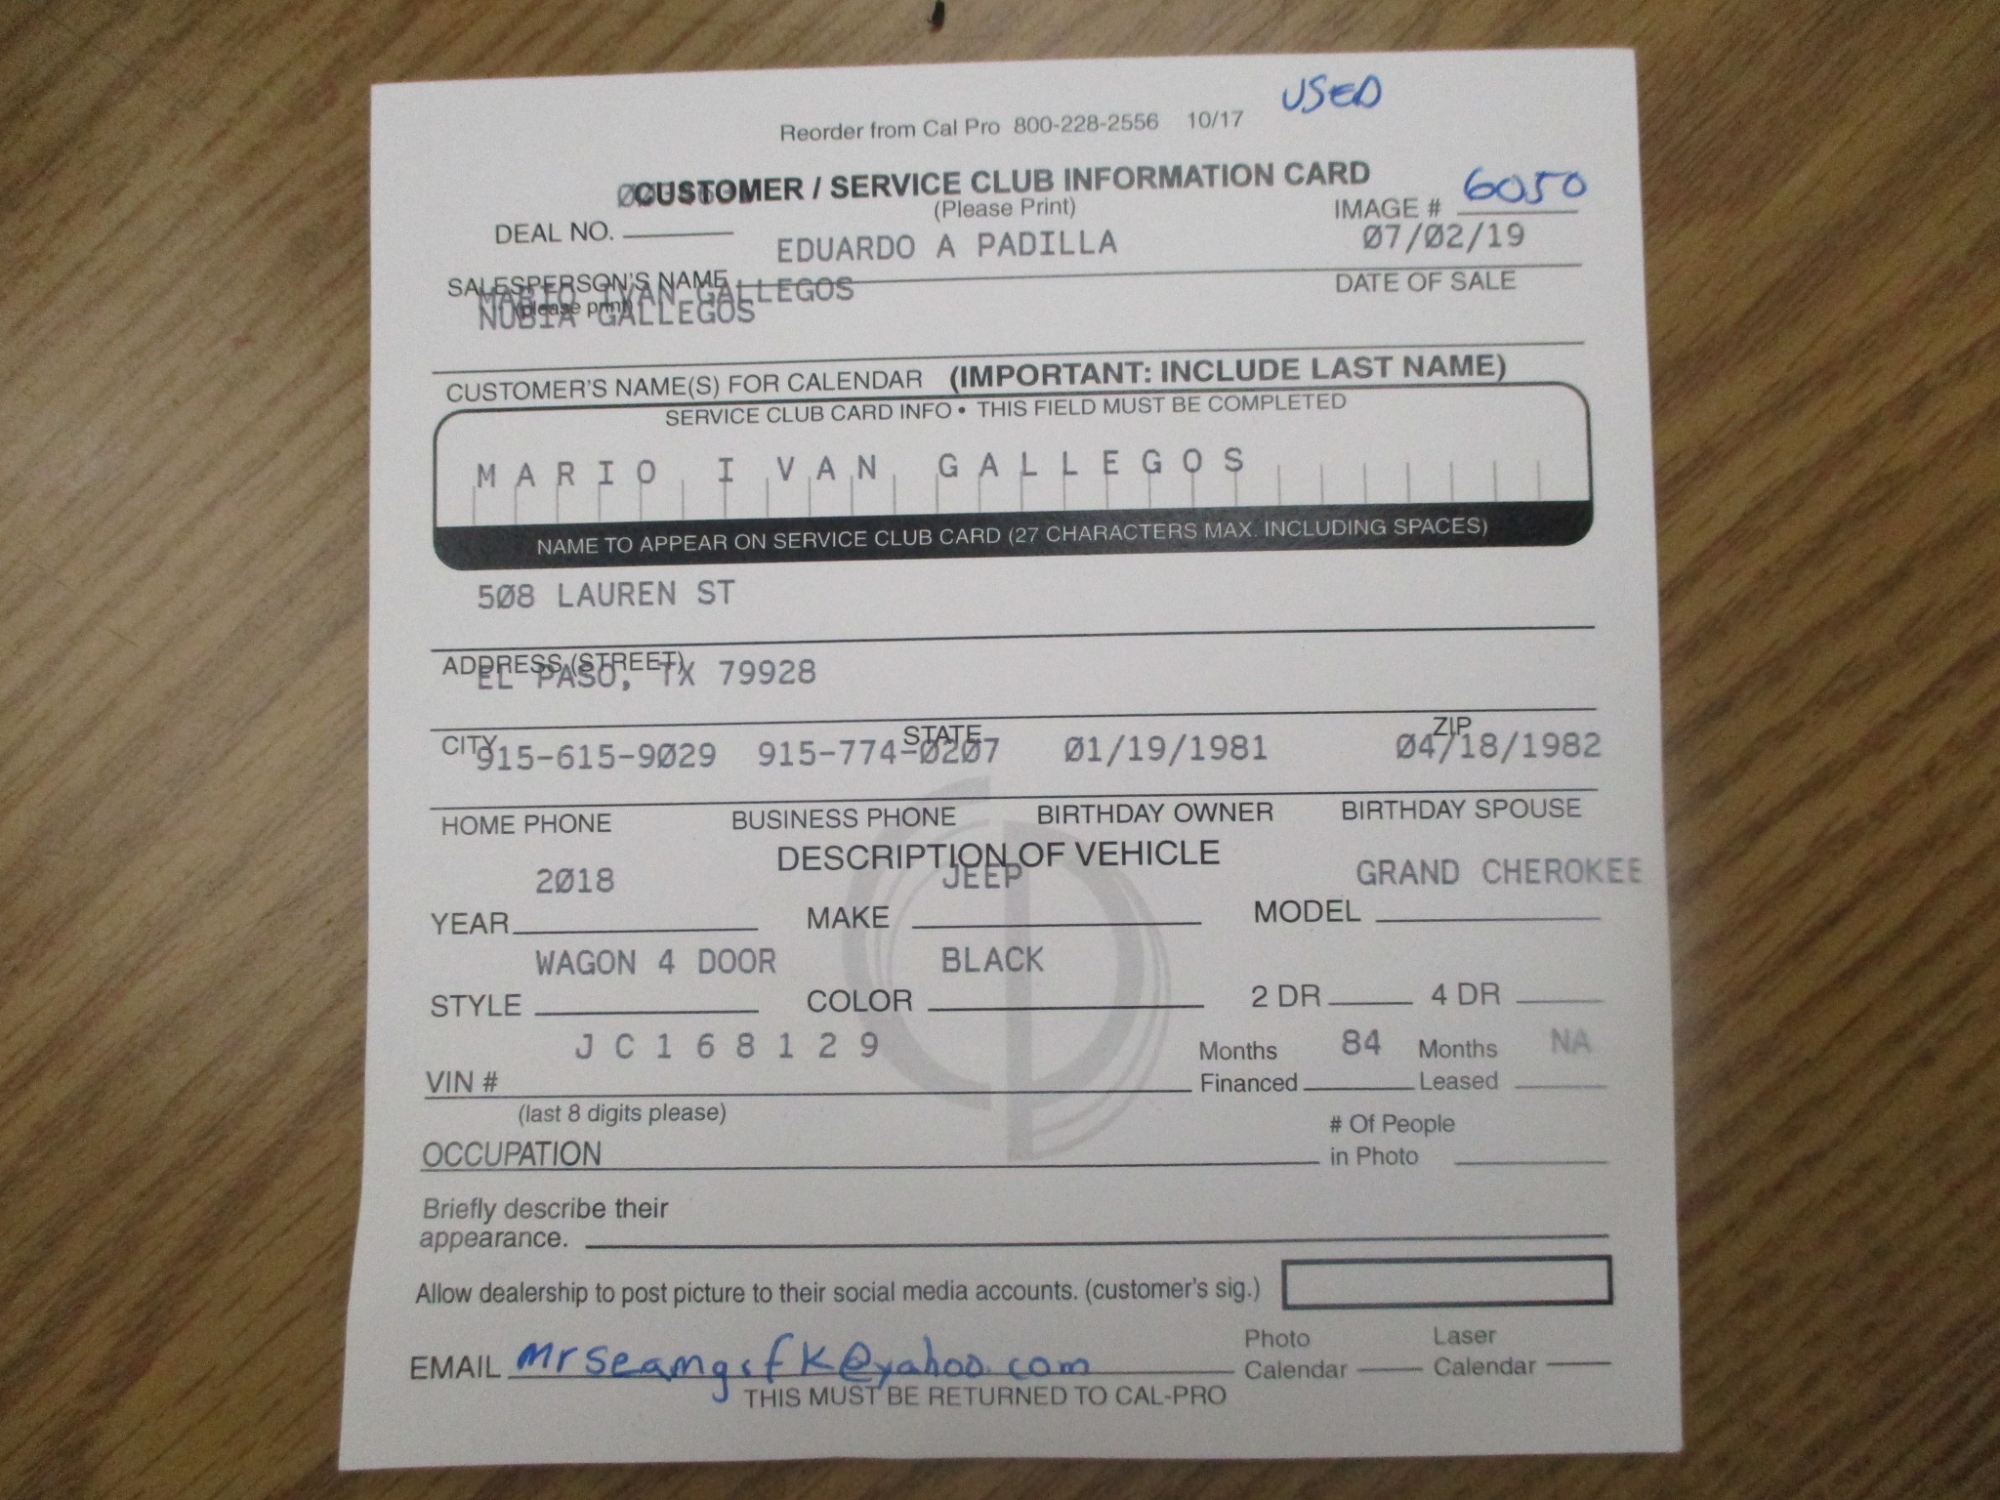 USED
Reorder from Cal Pro 800-228-2556 10/17
CUSTOMER / SERVICE CLUB INFORMATION CARD
(Please Print)
IMAGE # 6050
DEAL NO.
EDUARDO A PADILLA 07/02/19
SALESPERSON'S NAME DATE OF SALE
(please print)
MARIO IVAN GALLEGOS
NUBIA GALLEGOS
CUSTOMER'S NAME(S) FOR CALENDAR (IMPORTANT: INCLUDE LAST NAME)
SERVICE CLUB CARD INFO • THIS FIELD MUST BE COMPLETED
MARIO IVAN GALLEGOS
NAME TO APPEAR ON SERVICE CLUB CARD (27 CHARACTERS MAX. INCLUDING SPACES)
508 LAUREN ST
ADDRESS (STREET)
EL PASO, TX 79928
CITY STATE ZIP
915-615-9029 915-774-0207 01/19/1981 04/18/1982
HOME PHONE BUSINESS PHONE BIRTHDAY OWNER BIRTHDAY SPOUSE
DESCRIPTION OF VEHICLE
2018 JEEP GRAND CHEROKEE
YEAR MAKE MODEL
WAGON 4 DOOR BLACK
STYLE COLOR 2 DR 4 DR
JC168129 Months 84 Months NA
VIN # Financed Leased
(last 8 digits please)
# Of People
OCCUPATION in Photo
Briefly describe their
appearance.
Allow dealership to post picture to their social media accounts. (customer's sig.)
Photo Laser
EMAIL mrseamgsfk@yahoo.com Calendar Calendar
THIS MUST BE RETURNED TO CAL-PRO